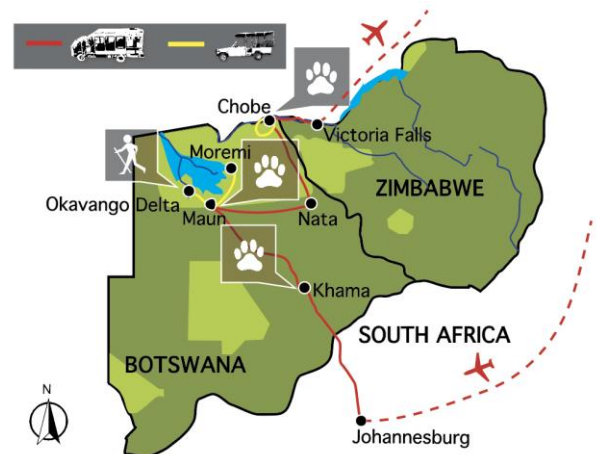 Chobe
Victoria Falls
Moremi
ZIMBABWE
Okavango Delta
Maun
Nata
Khama
SOUTH AFRICA
BOTSWANA
N
Johannesburg